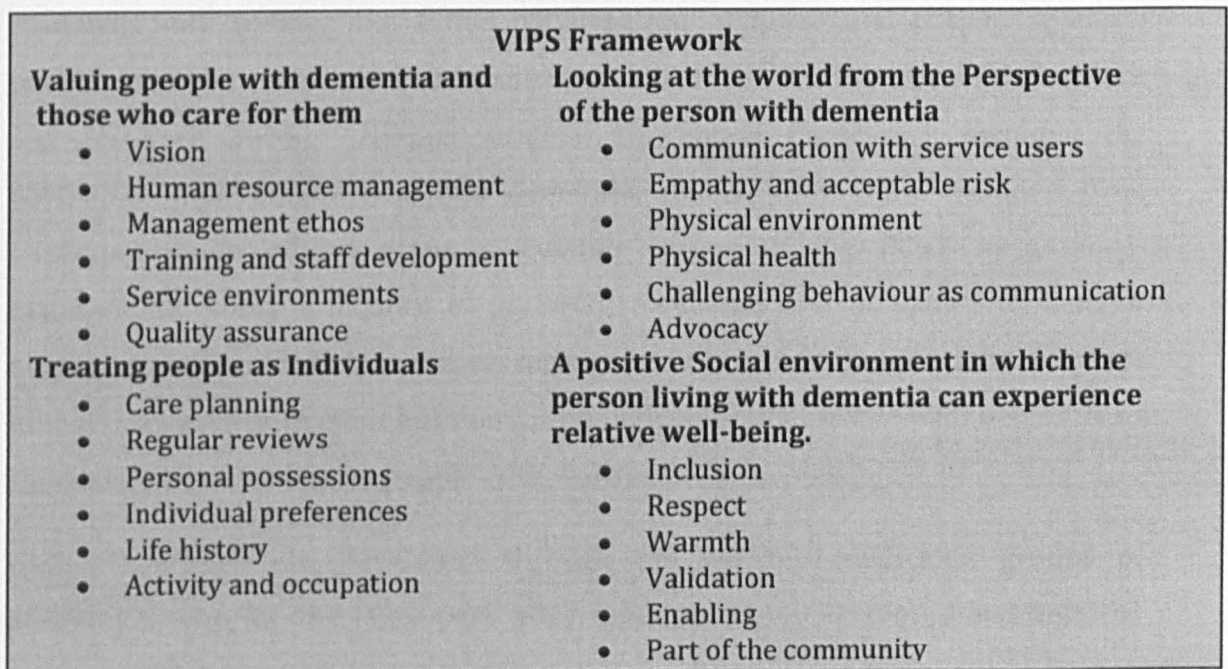 VIPS Framework
Valuing people with dementia and
those who care for them
• Vision
• Human resource management
• Management ethos
• Training and staff development
• Service environments
• Quality assurance
Looking at the world from the Perspective
of the person with dementia
• Communication with service users
• Empathy and acceptable risk
• Physical environment
• Physical health
• Challenging behaviour as communication
• Advocacy
Treating people as Individuals
• Care planning
• Regular reviews
• Personal possessions
• Individual preferences
• Life history
• Activity and occupation
A positive Social environment in which the
person living with dementia can experience
relative well-being.
• Inclusion
• Respect
• Warmth
• Validation
• Enabling
• Part of the community